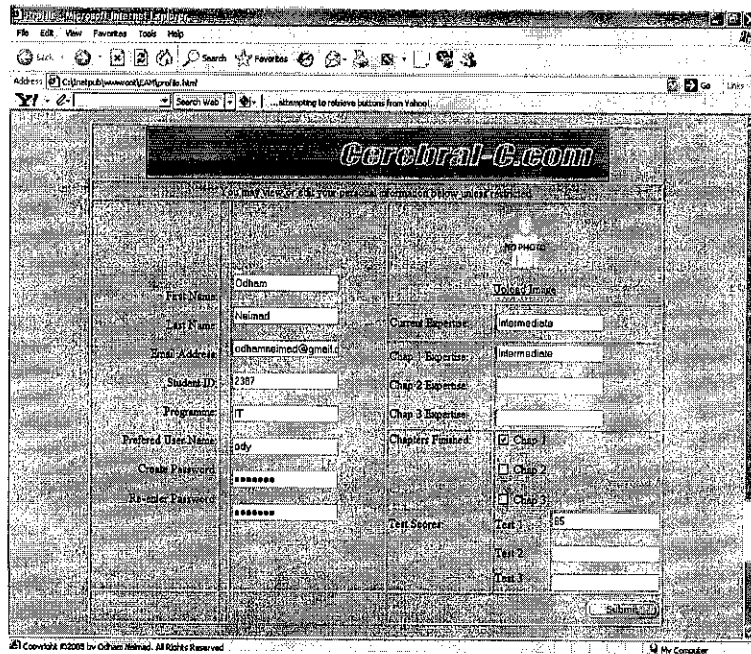 Profile - Microsoft Internet Explorer
File Edit View Favorites Tools Help
Back Search Favorites
Address C:\Inetpub\wwwroot\EAM\profile.html Go Links
Y! Search Web ...attempting to retrieve buttons from Yahoo!
Cerebral-C.com
You may view or edit your personal information below unless restricted
NO PHOTO
Upload Image
First Name: Odham
Last Name: Neimad
Email Address: odhamneimad@gmail.c
Student ID: 2387
Programme: IT
Prefered User Name: ody
Create Password:
Re-enter Password:
Current Expertise: Intermediate
Chap 1 Expertise: Intermediate
Chap 2 Expertise:
Chap 3 Expertise:
Chapters Finished: Chap 1
Chap 2
Chap 3
Test Scores: Test 1 85
Test 2
Test 3
Submit
Copyright ©2005 by Odham Neimad. All Rights Reserved
My Computer